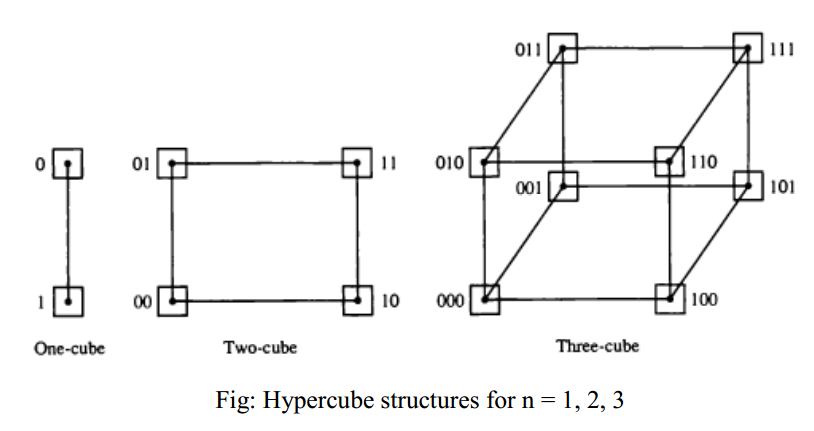 011 111
0 01 11 010 110
001 101
1 00 10 000 100
One-cube Two-cube Three-cube
Fig: Hypercube structures for n = 1, 2, 3